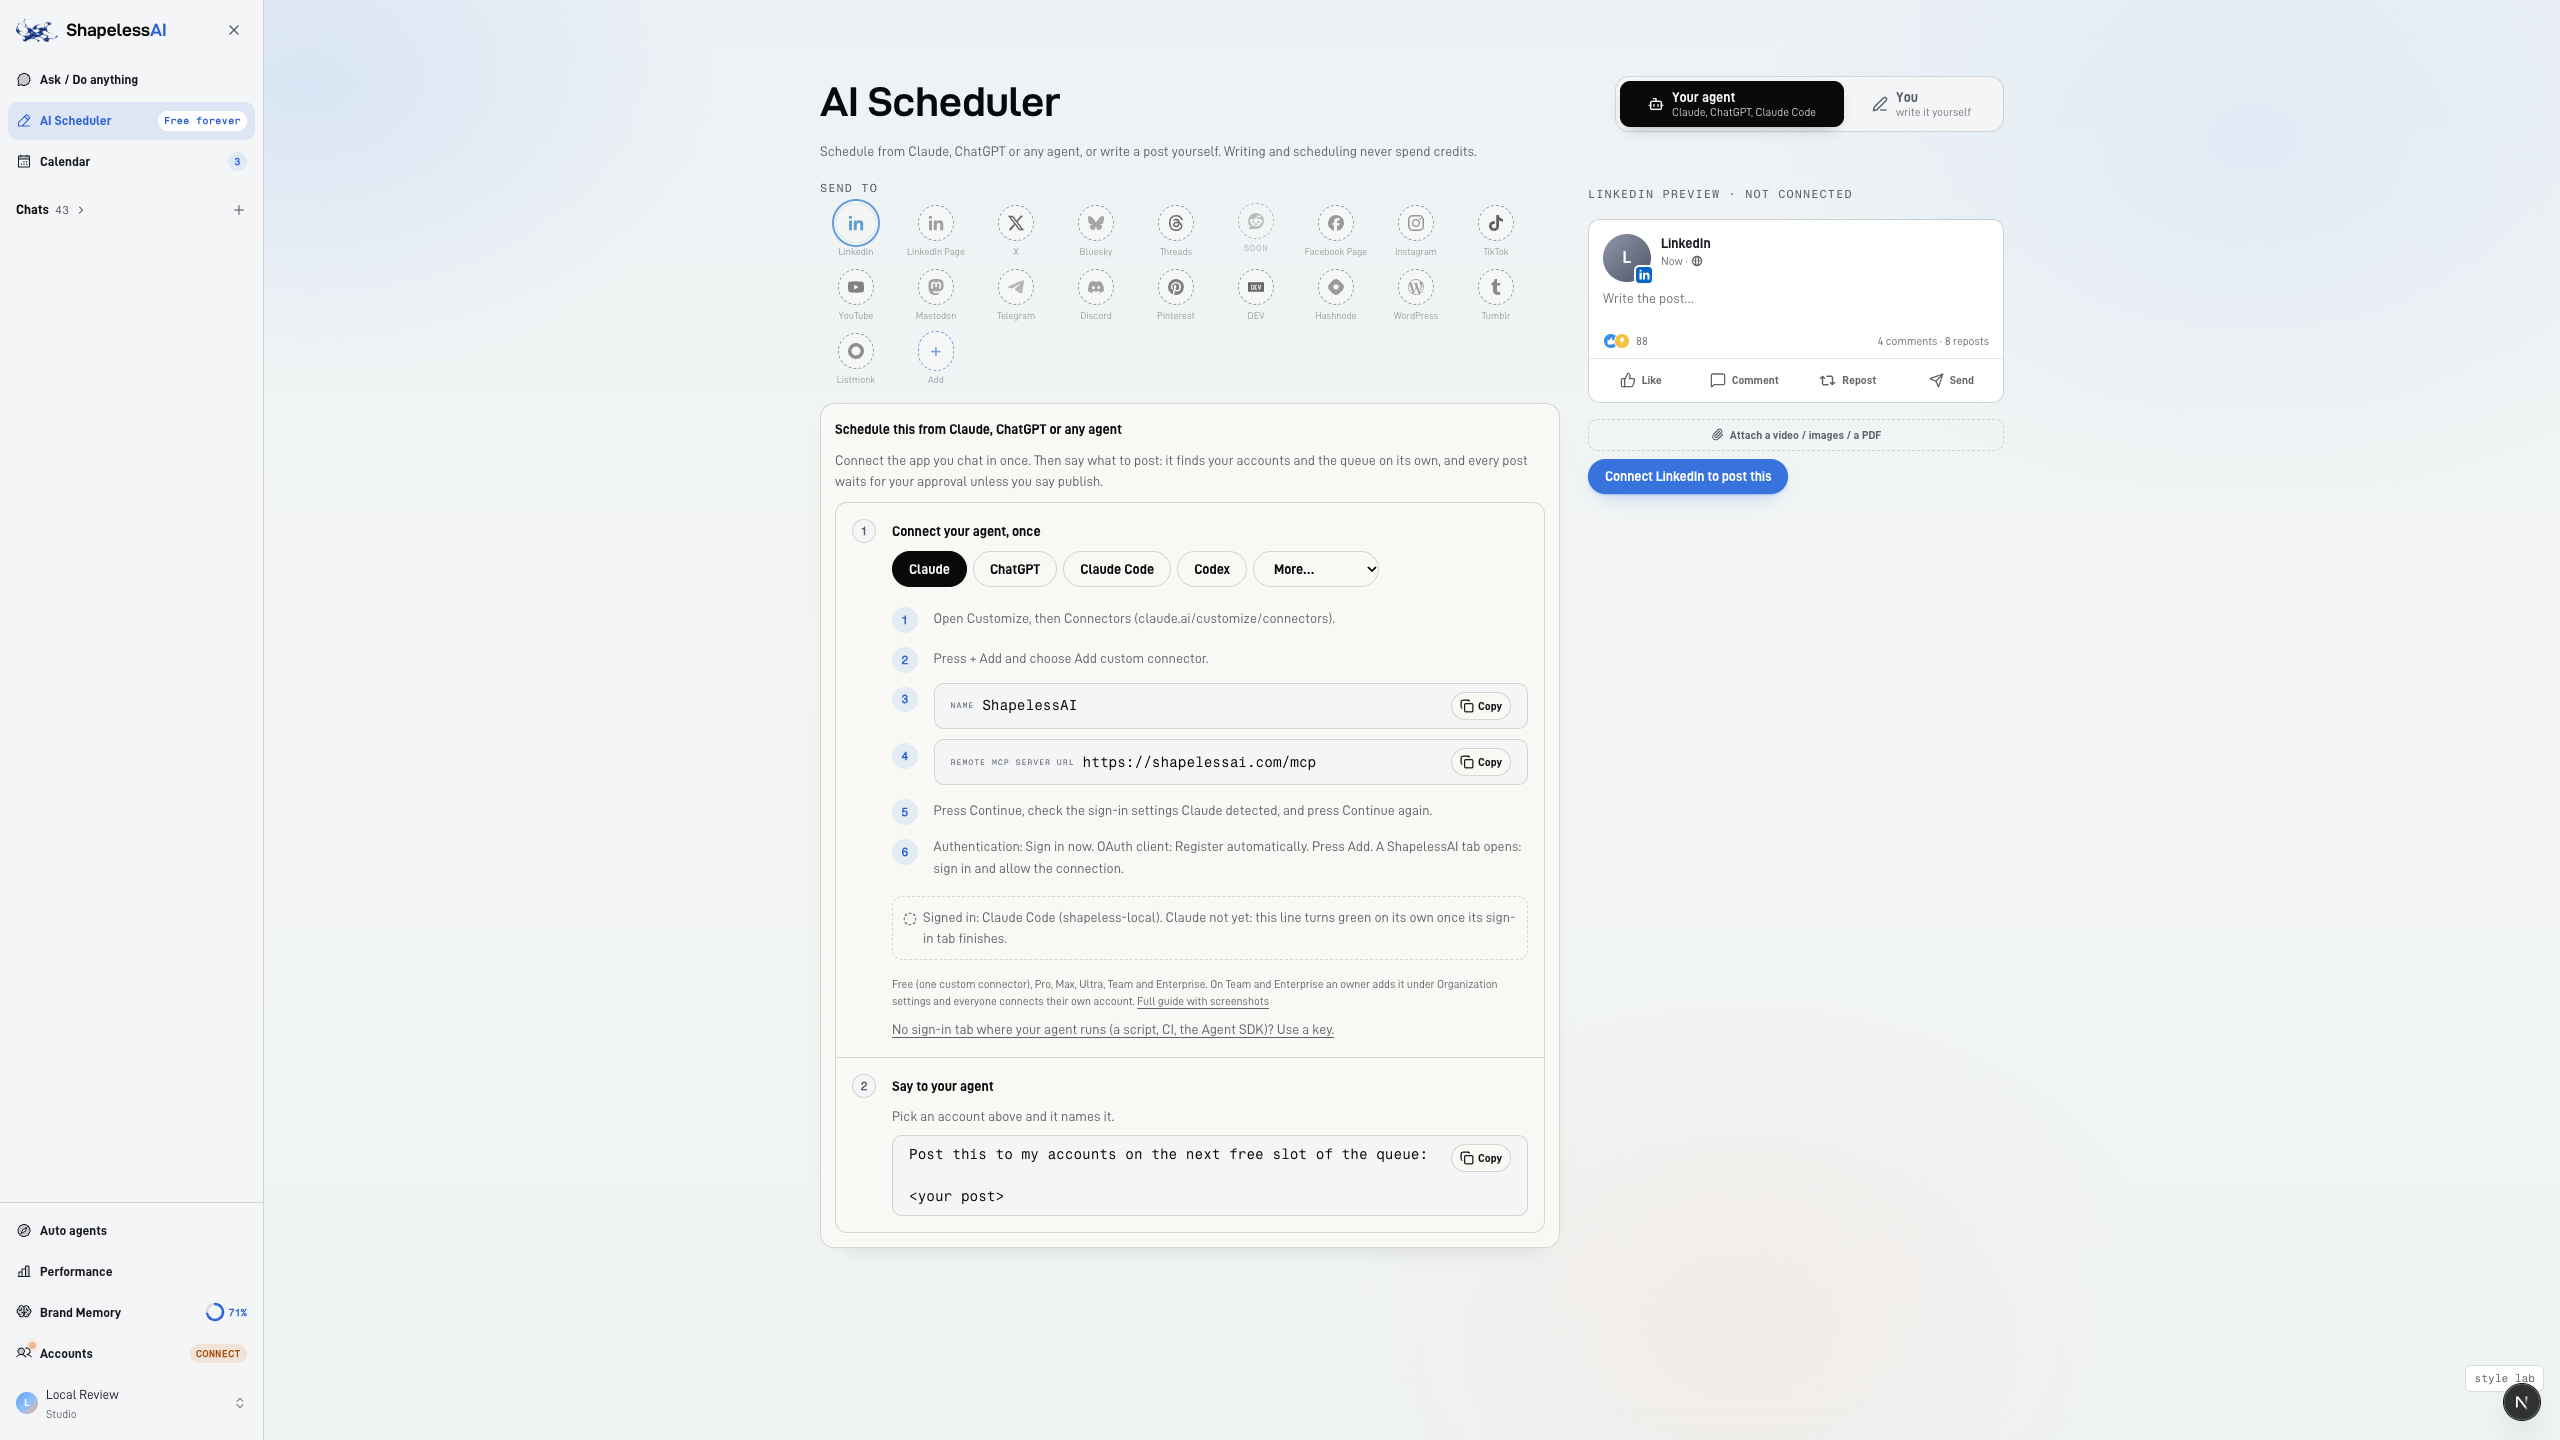 ShapelessAI
Ask / Do anything
AI Scheduler
Free forever
Calendar
3
Chats 43
AI Scheduler
Your agent
Claude, ChatGPT, Claude Code
You
write it yourself
Schedule from Claude, ChatGPT or any agent, or write a post yourself. Writing and scheduling never spend credits.
SEND TO
LinkedIn
LinkedIn Page
X
Bluesky
Threads
SOON
Facebook Page
Instagram
TikTok
YouTube
Mastodon
Telegram
Discord
Pinterest
DEV
DEV
Hashnode
WordPress
Tumblr
Listmonk
Add
Schedule this from Claude, ChatGPT or any agent
Connect the app you chat in once. Then say what to post: it finds your accounts and the queue on its own, and every post
waits for your approval unless you say publish.
1
Connect your agent, once
Claude
ChatGPT
Claude Code
Codex
More...
1
Open Customize, then Connectors (claude.ai/customize/connectors).
2
Press + Add and choose Add custom connector.
3
NAME ShapelessAI
Copy
4
REMOTE MCP SERVER URL https://shapelessai.com/mcp
Copy
5
Press Continue, check the sign-in settings Claude detected, and press Continue again.
6
Authentication: Sign in now. OAuth client: Register automatically. Press Add. A ShapelessAI tab opens:
sign in and allow the connection.
Signed in: Claude Code (shapeless-local). Claude not yet: this line turns green on its own once its sign-
in tab finishes.
Free (one custom connector), Pro, Max, Ultra, Team and Enterprise. On Team and Enterprise an owner adds it under Organization
settings and everyone connects their own account. Full guide with screenshots
No sign-in tab where your agent runs (a script, CI, the Agent SDK)? Use a key.
2
Say to your agent
Pick an account above and it names it.
Post this to my accounts on the next free slot of the queue:
Copy
<your post>
LINKEDIN PREVIEW · NOT CONNECTED
L
in
LinkedIn
Now ·
Write the post...
88
4 comments · 8 reposts
Like
Comment
Repost
Send
Attach a video / images / a PDF
Connect LinkedIn to post this
Auto agents
Performance
Brand Memory
71%
Accounts
CONNECT
L
Local Review
Studio
style lab
N